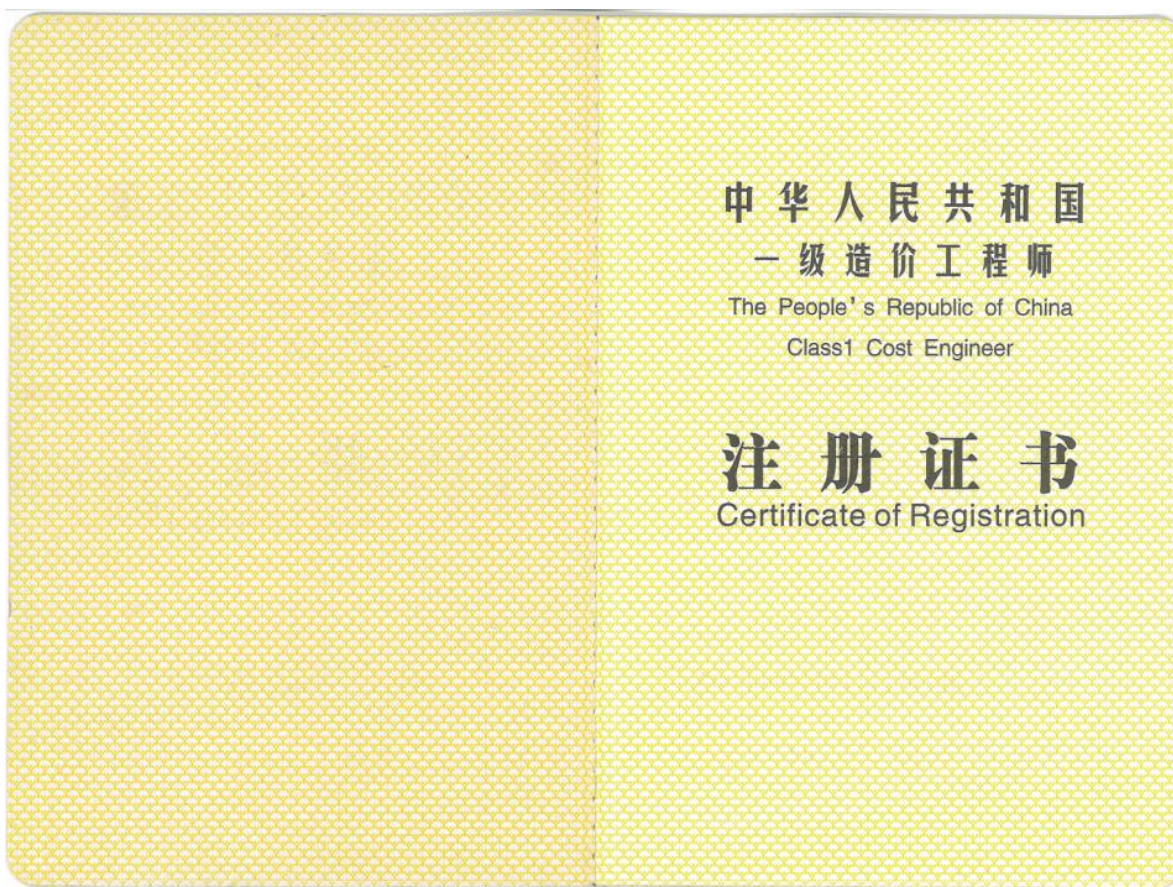 中华人民共和国
一级造价工程师
The People's Republic of China
Class1 Cost Engineer
注册证书
Certificate of Registration